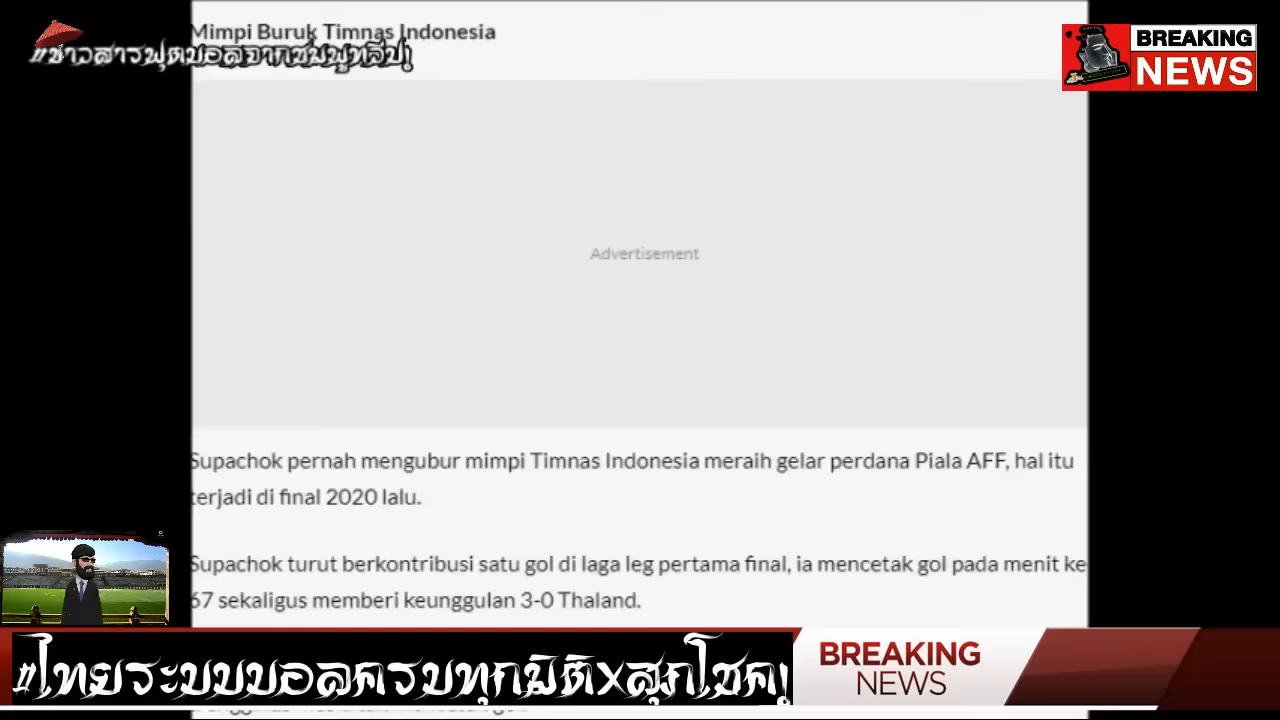 Mimpi Buruk Timnas Indonesia
#ข่าวสารฟุตบอลจากชมพูทวีป!
BREAKING
NEWS
Advertisement
Supachok pernah mengubur mimpi Timnas Indonesia meraih gelar perdana Piala AFF, hal itu
terjadi di final 2020 lalu.
Supachok turut berkontribusi satu gol di laga leg pertama final, ia mencetak gol pada menit ke
67 sekaligus memberi keunggulan 3-0 Thaland.
#ไทยระบบบอลครบทุกมิติxสุภโชค!
BREAKING
NEWS